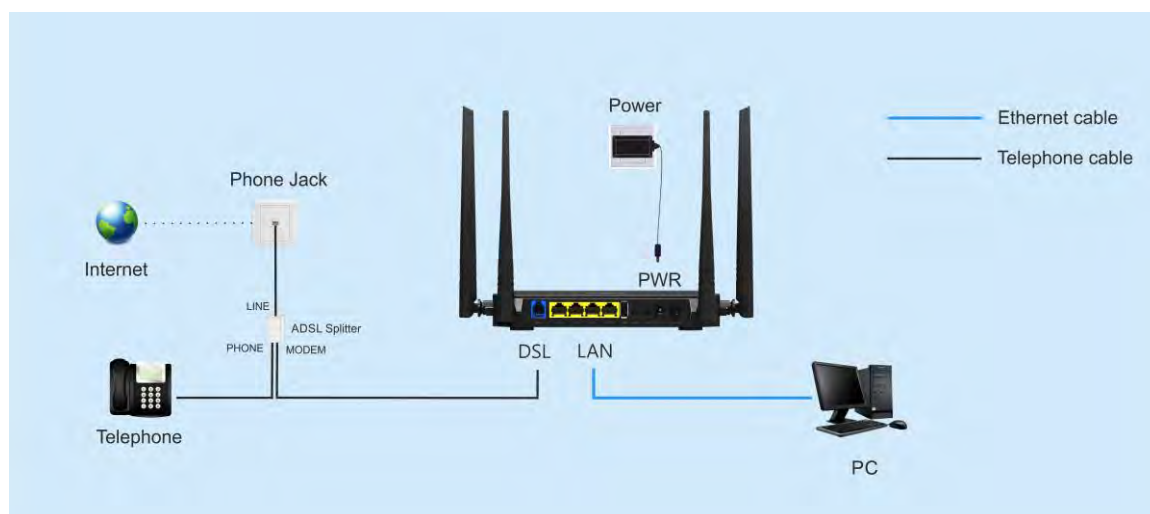 Power
Ethernet cable
Telephone cable
Phone Jack
Internet
PWR
LINE
ADSL Splitter
PHONE
MODEM
DSL
LAN
Telephone
PC